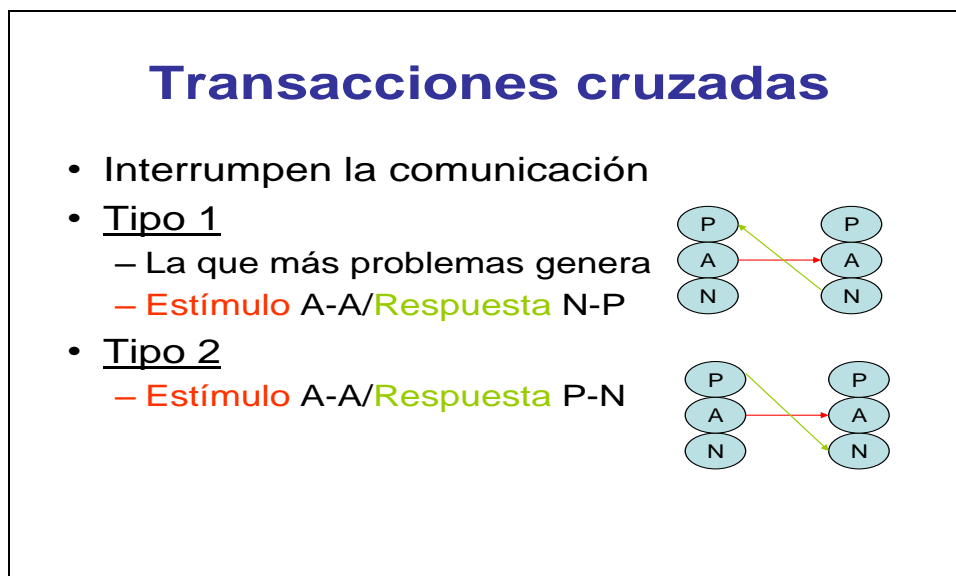 Transacciones cruzadas
• Interrumpen la comunicación
• Tipo 1
– La que más problemas genera
– Estímulo A-A/Respuesta N-P
• Tipo 2
– Estímulo A-A/Respuesta P-N
P P
A A
N N
P P
A A
N N